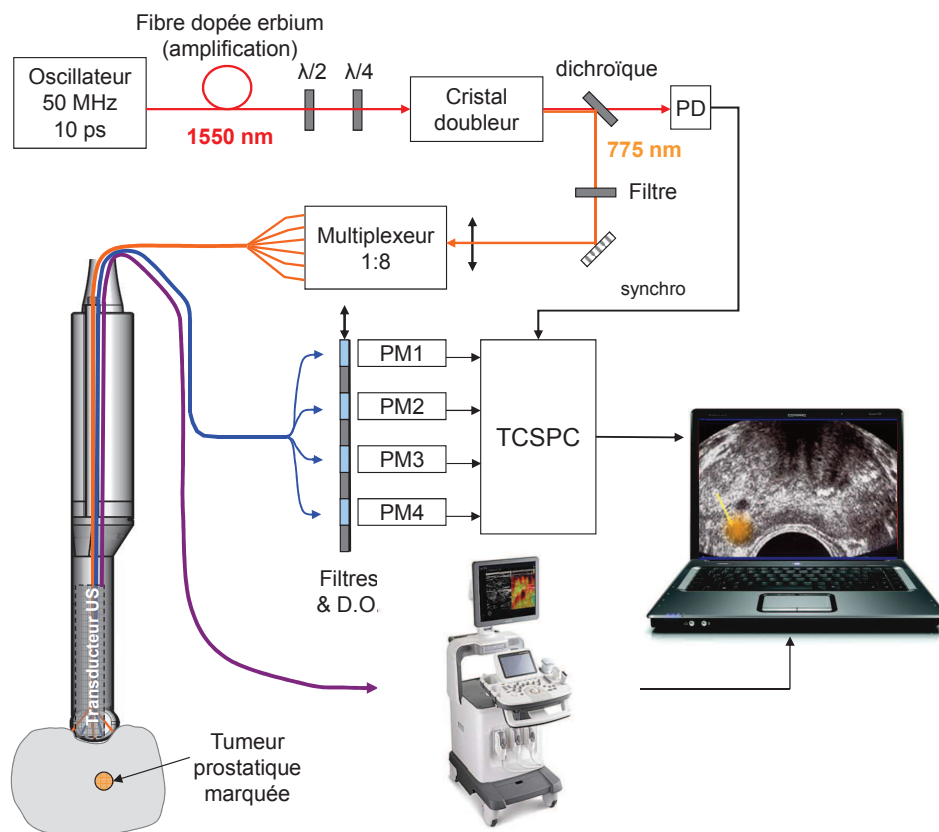 Fibre dopée erbium
(amplification)
Oscillateur
50 MHz
10 ps
λ/2
λ/4
1550 nm
Cristal
doubleur
dichroïque
PD
775 nm
Filtre
Multiplexeur
1:8
synchro
PM1
PM2
PM3
PM4
TCSPC
Filtres
& D.O.
Transducteur US
Tumeur
prostatique
marquée